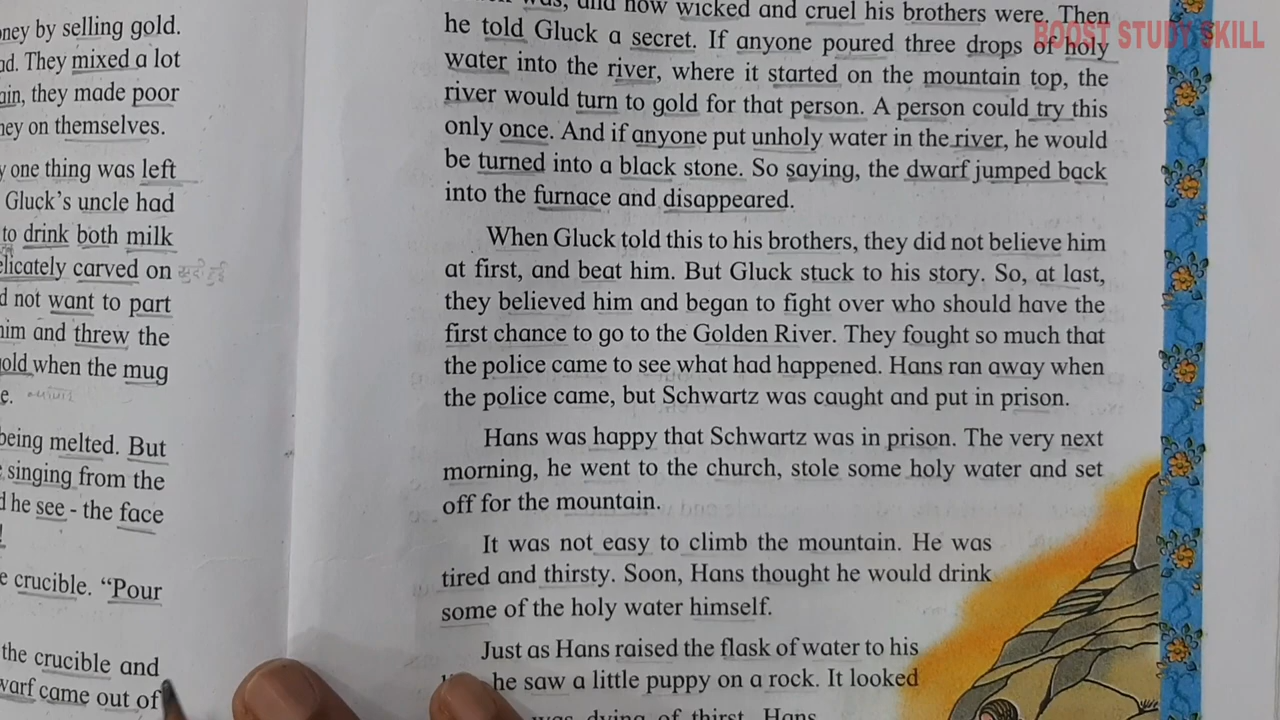 BOOST STUDY SKILL
by selling gold.
They mixed a lot
they made poor
on themselves.
one thing was left
Gluck's uncle had
to drink both milk
carved on
not want to part
and threw the
when the mug
being melted. But
singing from the
he see - the face
crucible. “Pour
the crucible and
came out of
and how wicked and cruel his brothers were. Then
he told Gluck a secret. If anyone poured three drops of holy
water into the river, where it started on the mountain top, the
river would turn to gold for that person. A person could try this
only once. And if anyone put unholy water in the river, he would
be turned into a black stone. So saying, the dwarf jumped back
into the furnace and disappeared.
When Gluck told this to his brothers, they did not believe him
at first, and beat him. But Gluck stuck to his story. So, at last,
they believed him and began to fight over who should have the
first chance to go to the Golden River. They fought so much that
the police came to see what had happened. Hans ran away when
the police came, but Schwartz was caught and put in prison.
Hans was happy that Schwartz was in prison. The very next
morning, he went to the church, stole some holy water and set
off for the mountain.
It was not easy to climb the mountain. He was
tired and thirsty. Soon, Hans thought he would drink
some of the holy water himself.
Just as Hans raised the flask of water to his
he saw a little puppy on a rock. It looked
was dying of thirst. Hans